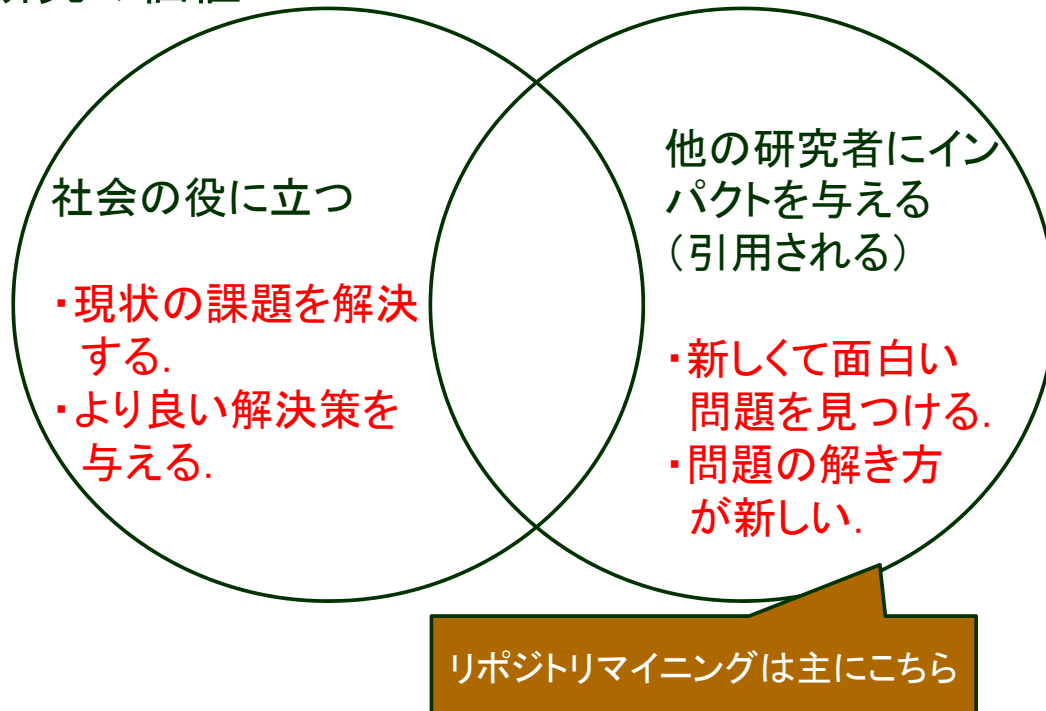 社会の役に立つ
・現状の課題を解決
する.
・より良い解決策を
与える.
他の研究者にイン
パクトを与える
(引用される)
・新しくて面白い
問題を見つける.
・問題の解き方
が新しい.
リポジトリマイニングは主にこちら